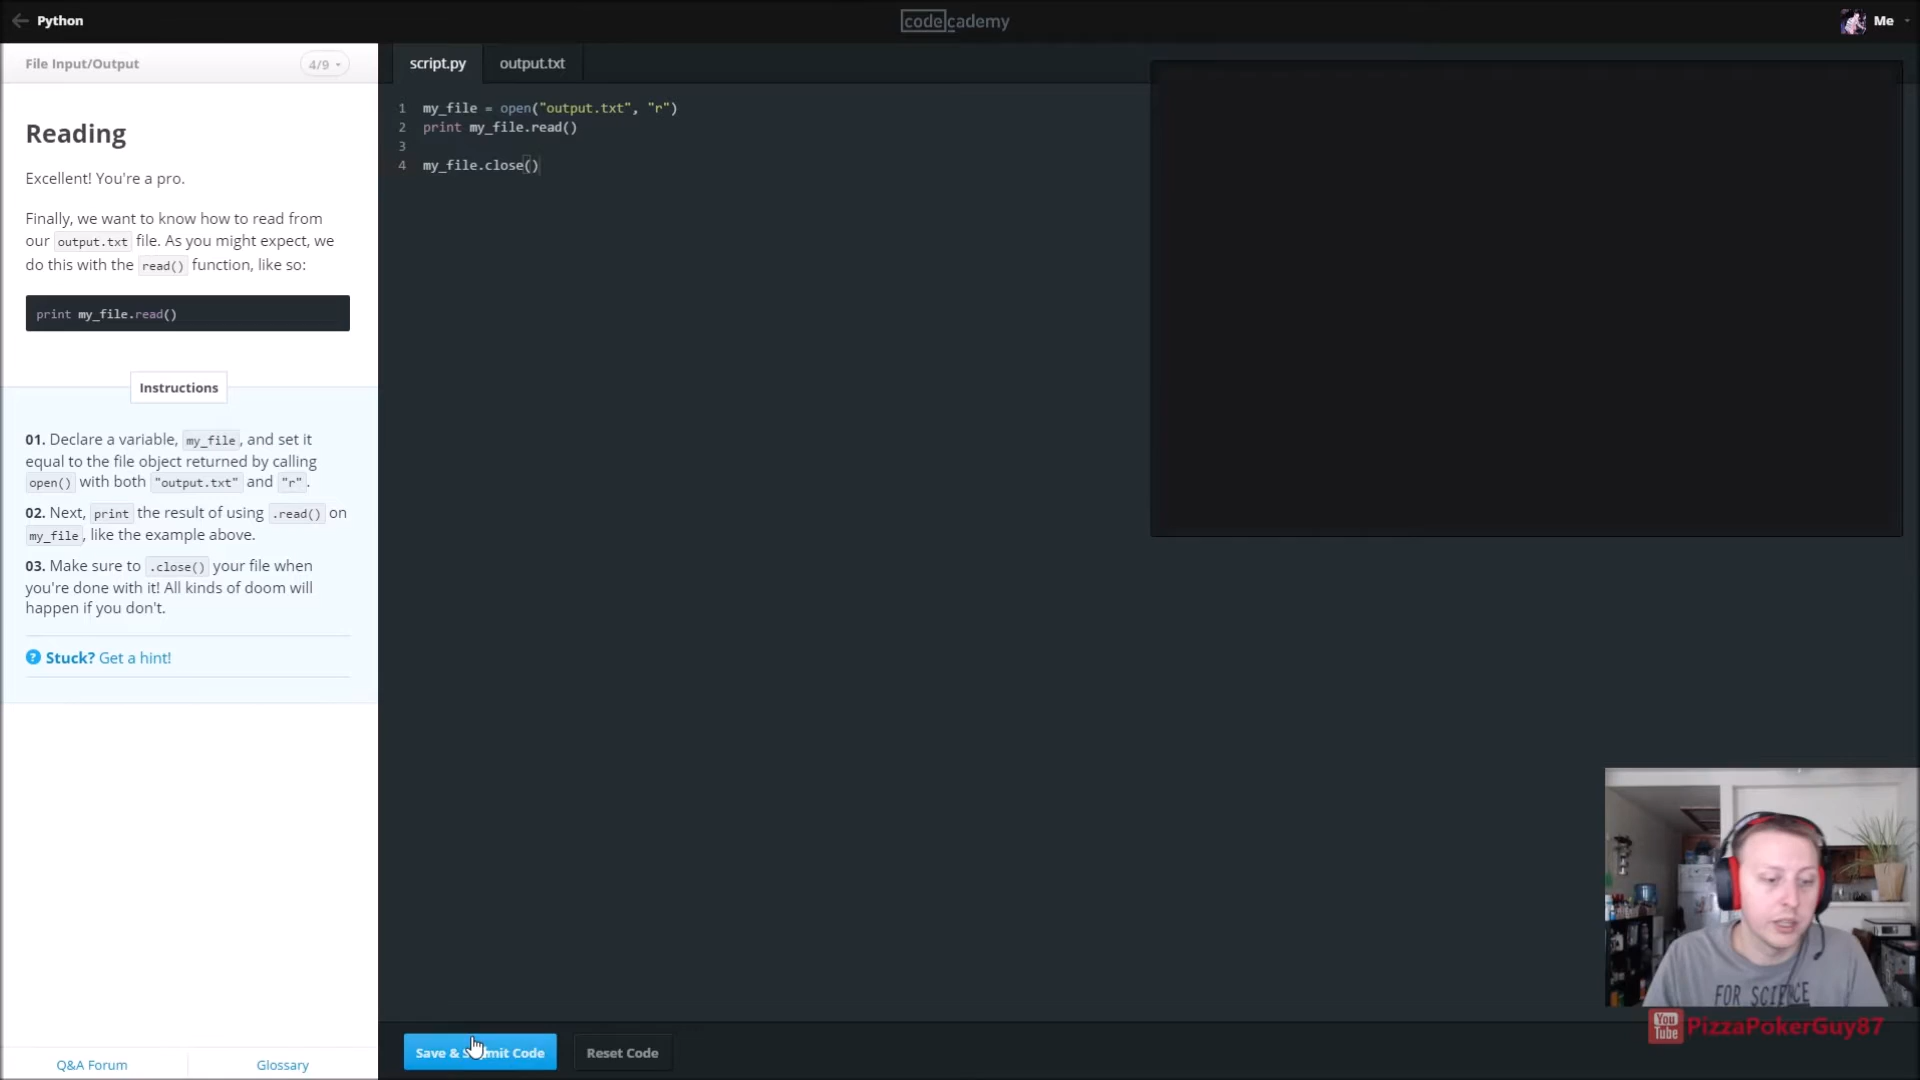 Python
codecademy
Me
File Input/Output
4/9
script.py
output.txt
Reading
Excellent! You're a pro.
Finally, we want to know how to read from
our output.txt file. As you might expect, we
do this with the read() function, like so:
print my_file.read()
Instructions
01. Declare a variable, my_file, and set it
equal to the file object returned by calling
open() with both "output.txt" and "r".
02. Next, print the result of using .read() on
my_file, like the example above.
03. Make sure to .close() your file when
you're done with it! All kinds of doom will
happen if you don't.
? Stuck? Get a hint!
Q&A Forum
Glossary
1 my_file = open("output.txt", "r")
2 print my_file.read()
3
4 my_file.close()
Save & Submit Code
Reset Code
FOR SCIENCE
You Tube PizzaPokerGuy87